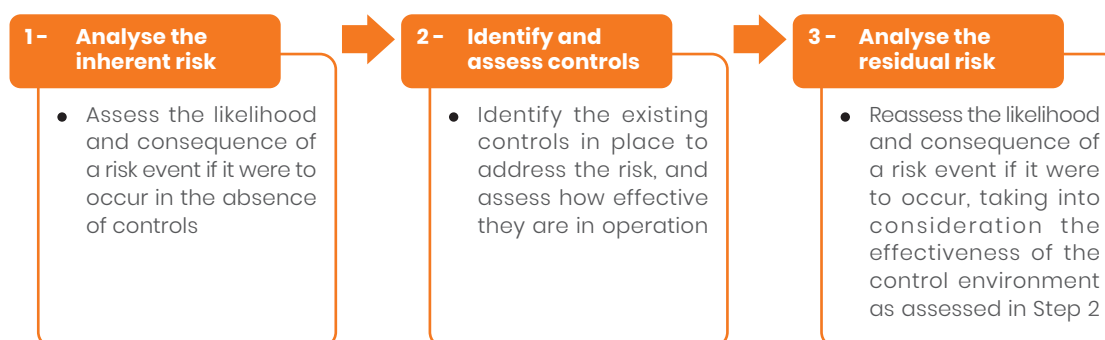 1 - Analyse the
inherent risk
● Assess the likelihood
and consequence of
a risk event if it were to
occur in the absence
of controls
2 - Identify and
assess controls
● Identify the existing
controls in place to
address the risk, and
assess how effective
they are in operation
3 - Analyse the
residual risk
● Reassess the likelihood
and consequence of
a risk event if it were
to occur, taking into
consideration the
effectiveness of the
control environment
as assessed in Step 2